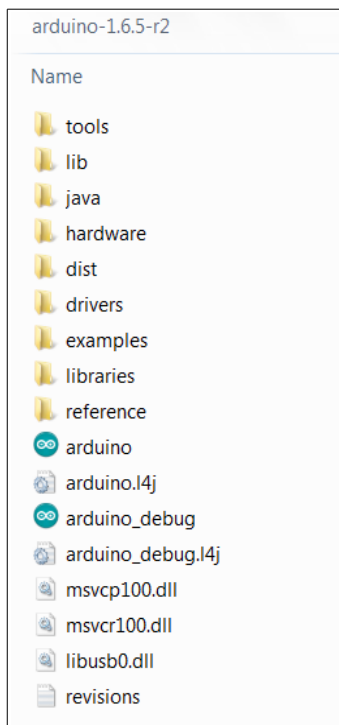 arduino-1.6.5-r2
Name
tools
lib
java
hardware
dist
drivers
examples
libraries
reference
arduino
arduino.l4j
arduino_debug
arduino_debug.l4j
msvcp100.dll
msvcr100.dll
libusb0.dll
revisions